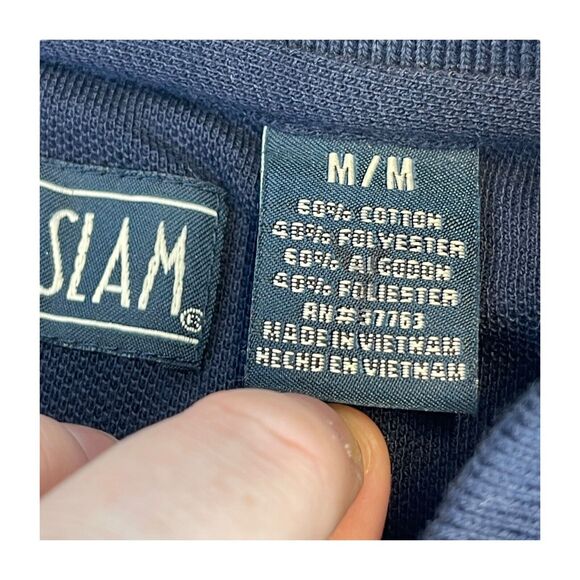 SLAM®
M/M
60% COTTON
40% POLYESTER
60% ALGODON
40% POLIESTER
RN#37763
MADE IN VIETNAM
HECHO EN VIETNAM